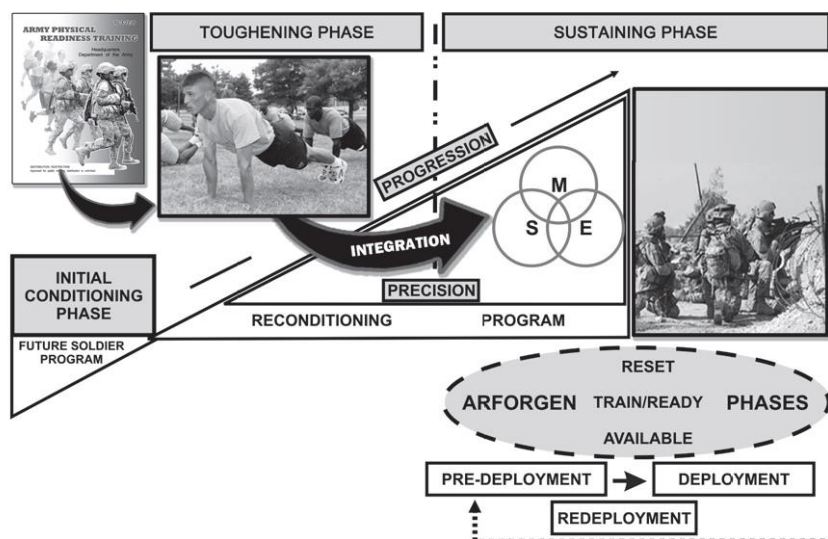 ARMY PHYSICAL
READINESS TRAINING
Headquarters
Department of the Army
TOUGHENING PHASE
SUSTAINING PHASE
PROGRESSION
M
S E
INTEGRATION
PRECISION
INITIAL
CONDITIONING
PHASE
RECONDITIONING PROGRAM
FUTURE SOLDIER
PROGRAM
RESET
ARFORGEN TRAIN/READY PHASES
AVAILABLE
PRE-DEPLOYMENT DEPLOYMENT
REDEPLOYMENT